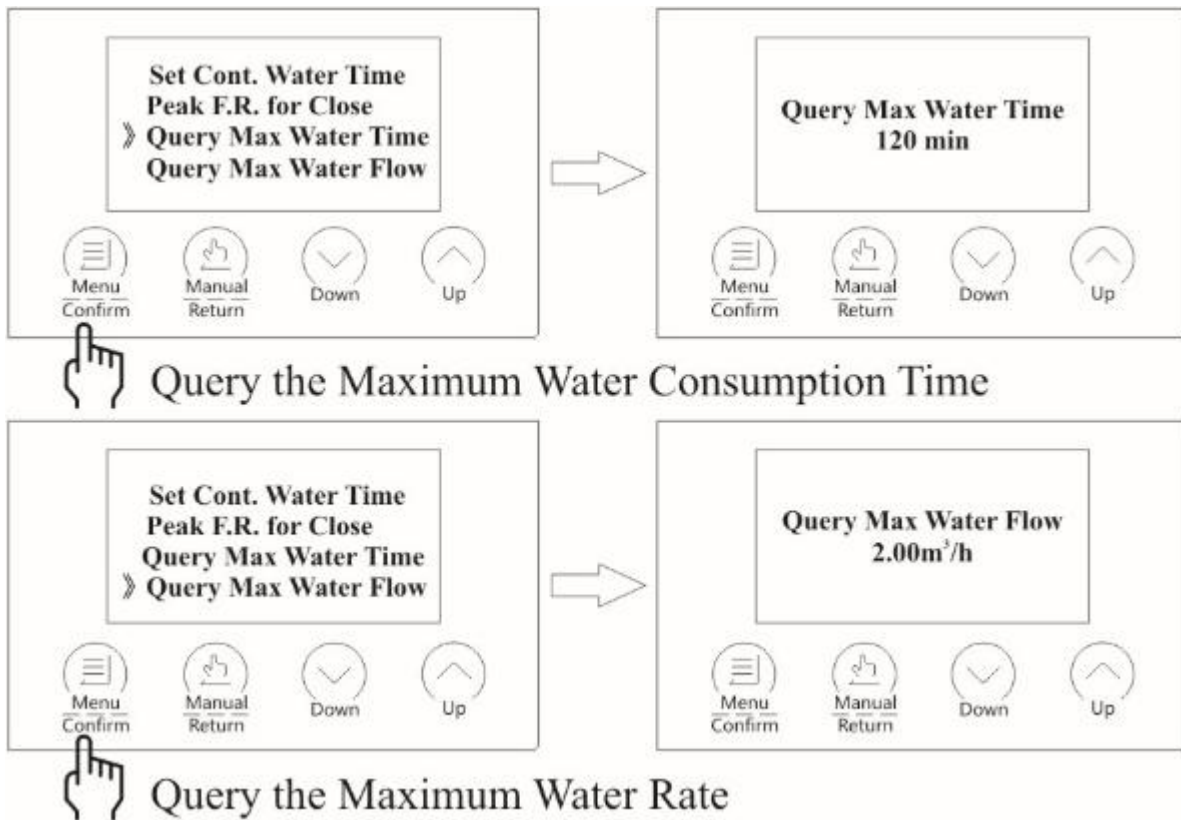 Set Cont. Water Time
Peak F.R. for Close
》Query Max Water Time
Query Max Water Flow
Menu
Confirm
Manual
Return
Down
Up
Query Max Water Time
120 min
Menu
Confirm
Manual
Return
Down
Up
Query the Maximum Water Consumption Time
Set Cont. Water Time
Peak F.R. for Close
Query Max Water Time
》Query Max Water Flow
Menu
Confirm
Manual
Return
Down
Up
Query Max Water Flow
2.00m³/h
Menu
Confirm
Manual
Return
Down
Up
Query the Maximum Water Rate